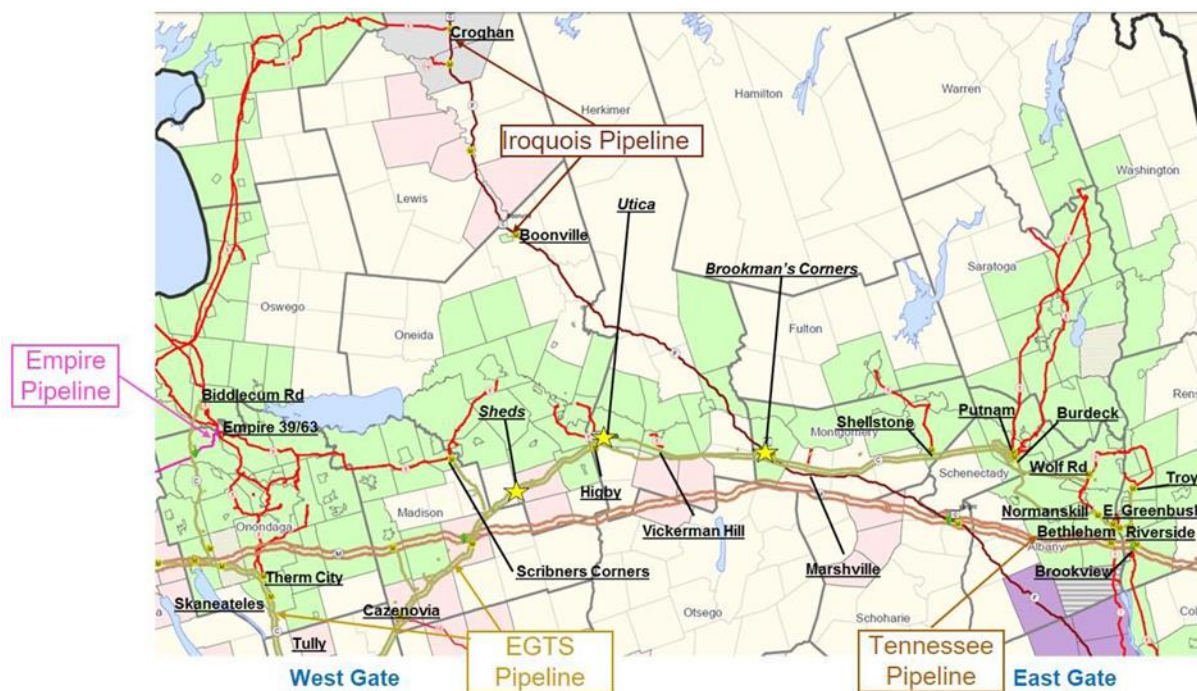 Croghan
Hamilton
Warren
Herkimer
Iroquois Pipeline
Washington
Lewis
Utica
Boonville
Saratoga
Brookman's Corners
Oswego
Oneida
Fulton
Rens
Empire
Pipeline
Biddlecum Rd
Empire 39/63
Sheds
Montgomery
Shellstone
Putnam
Burdeck
Schenectady
Wolf Rd
Troy
Higby
Madison
Onondaga
Vickerman Hill
Normanskill
E. Greenbush
Bethlehem
Riverside
Albany
Therm City
Scribners Corners
Marshville
Brookview
Skaneateles
Cazenovia
Otsego
Schoharie
Col
Tully
EGTS
Pipeline
Tennessee
Pipeline
West Gate
East Gate